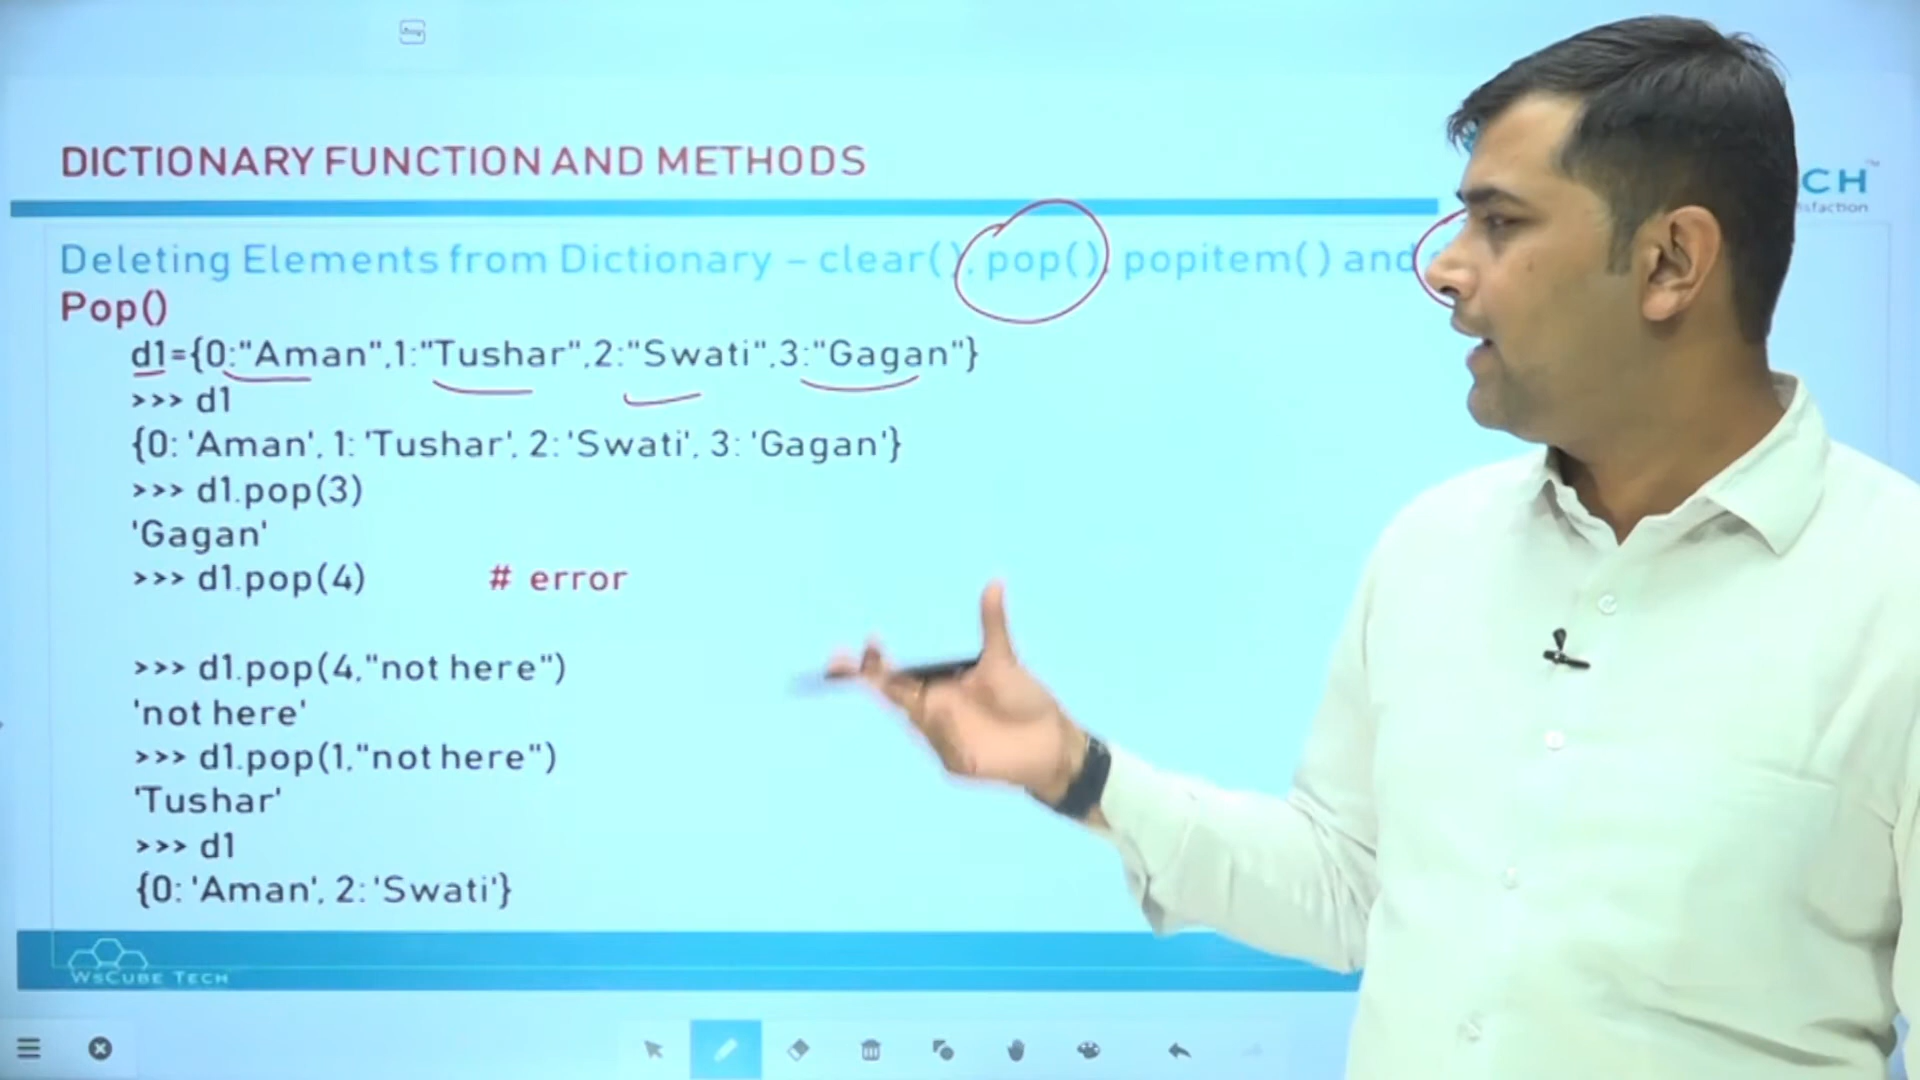 DICTIONARY FUNCTION AND METHODS
CH™
Deleting Elements from Dictionary – clear(), pop(), popitem() and
Pop()
d1={0:"Aman",1:"Tushar",2:"Swati",3:"Gagan"}
>>> d1
{0: 'Aman', 1: 'Tushar', 2: 'Swati', 3: 'Gagan'}
>>> d1.pop(3)
'Gagan'
>>> d1.pop(4) # error
>>> d1.pop(4,"not here")
'not here'
>>> d1.pop(1,"not here")
'Tushar'
>>> d1
{0: 'Aman', 2: 'Swati'}
WsCube Tech